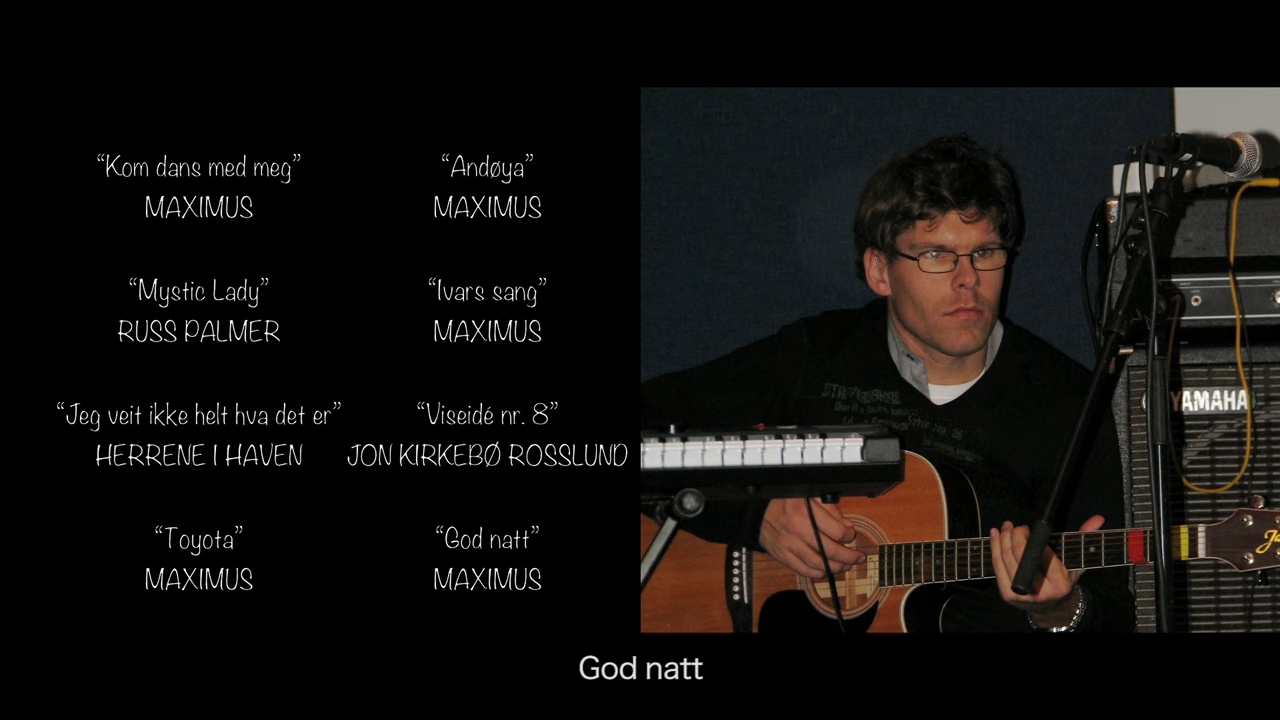 “Kom dans med meg”
MAXIMUS
“Mystic Lady”
RUSS PALMER
“Jeg veit ikke helt hva det er”
HERRENE I HAVEN
“Toyota”
MAXIMUS
“Andøya”
MAXIMUS
“Ivars sang”
MAXIMUS
“Viseidé nr. 8”
JON KIRKEBØ ROSSLUND
“God natt”
MAXIMUS
YAMAHA
God natt